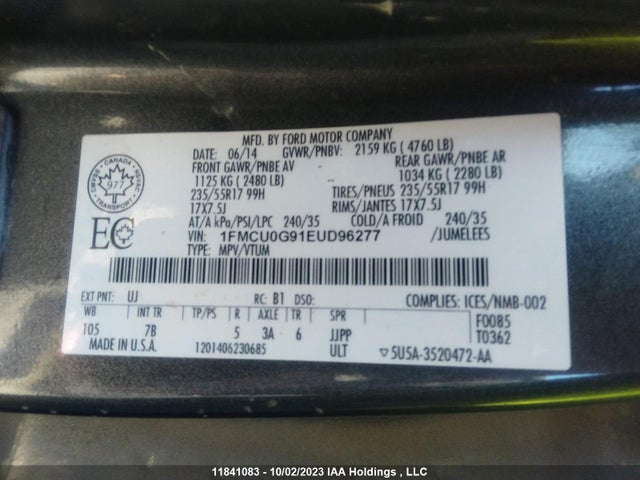 MFD. BY FORD MOTOR COMPANY
DATE: 06/14 GVWR/PNBV: 2159 KG ( 4760 LB)
FRONT GAWR/PNBE AV REAR GAWR/PNBE AR
1125 KG ( 2480 LB) -- 1034 KG ( 2280 LB)
235/55R17 99H TIRES/PNEUS 235/55R17 99H
17X7.5J RIMS/JANTES 17X7.5J
AT/A kPa/PSI/LPC 240/35 COLD/A FROID 240/35
VIN: 1FMCU0G91EUD96277 /JUMELEES
TYPE: MPV/VTUM
CANADA
977
TRANSPORT
EC
EXT PNT: UJ RC: B1 DSO: COMPLIES: ICES/NMB-002
WB INT TR TP/PS R AXLE TR SPR F0085
105 7B 5 3A 6 JJPP T0362
MADE IN U.S.A. 1201406230685 ULT ▽5U5A-3520472-AA
11841083 - 10/02/2023 IAA Holdings , LLC